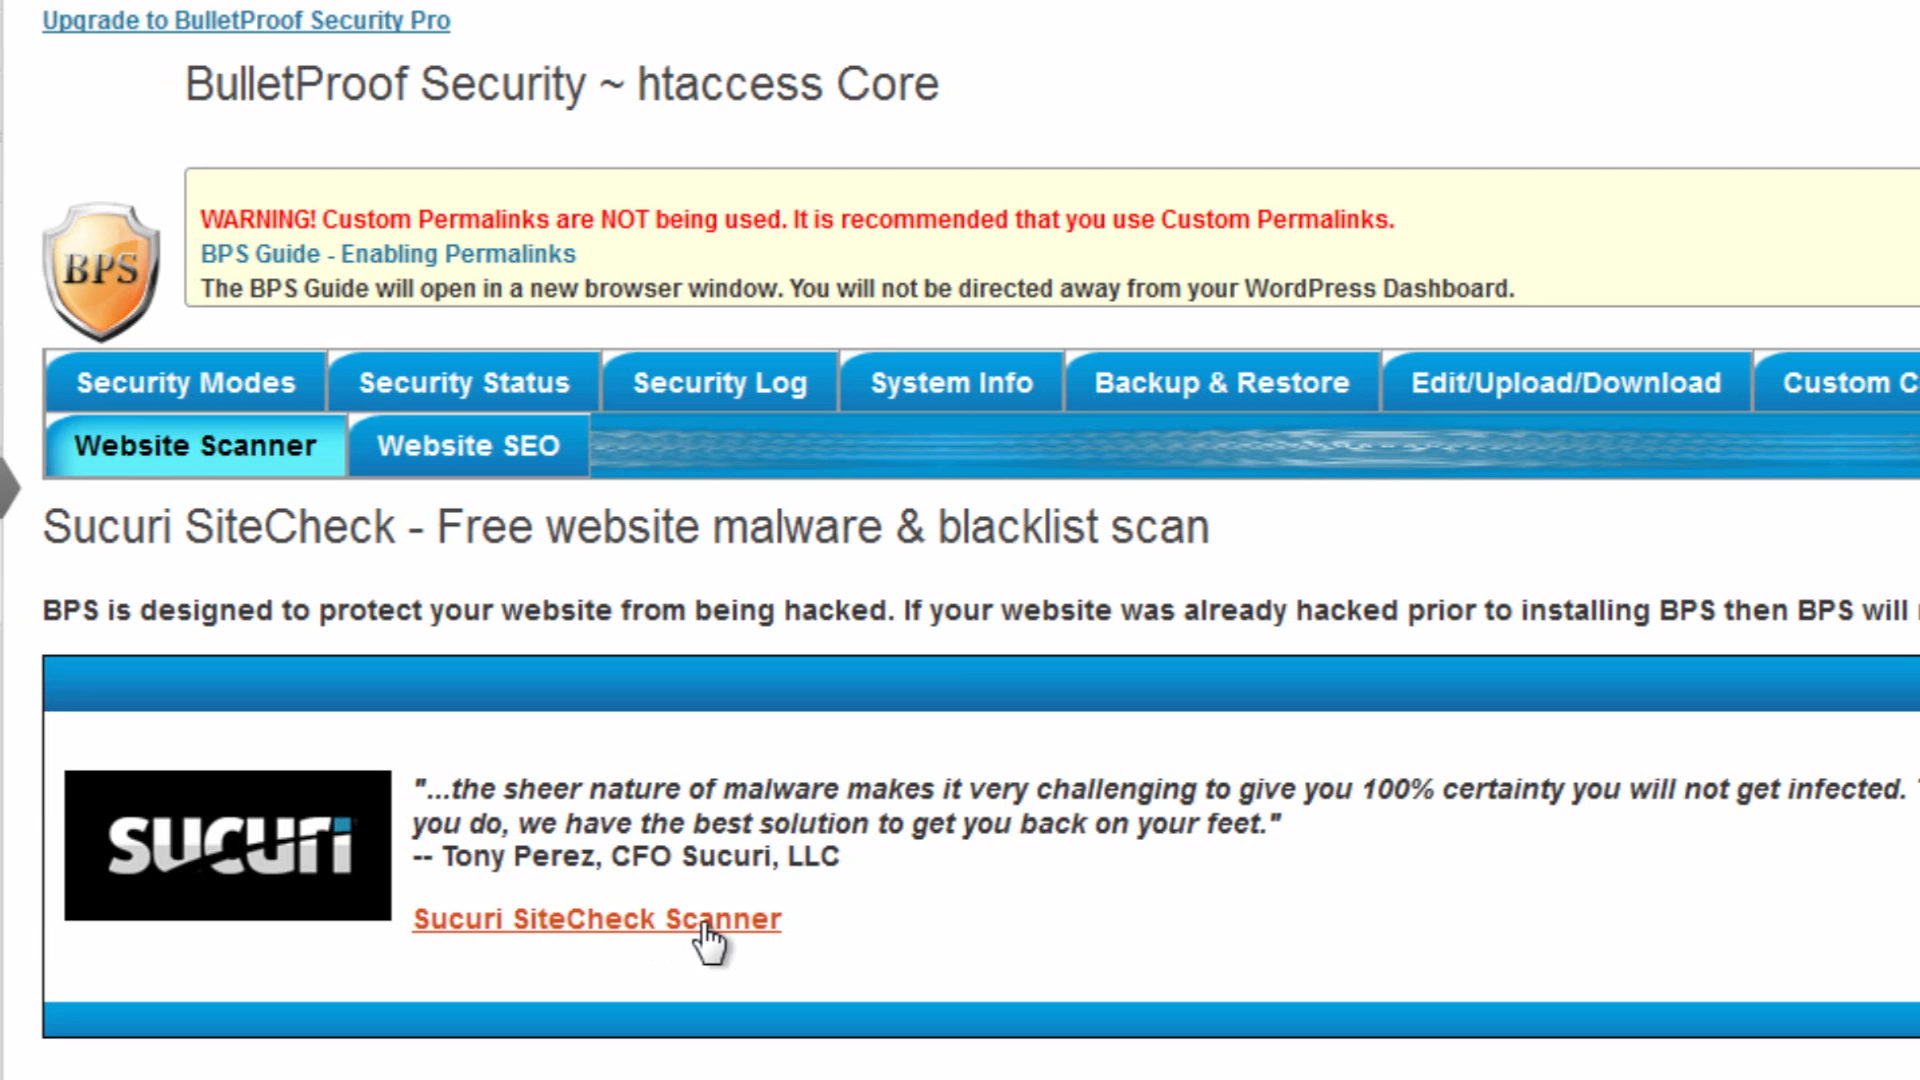 Upgrade to BulletProof Security Pro
BulletProof Security ~ htaccess Core
WARNING! Custom Permalinks are NOT being used. It is recommended that you use Custom Permalinks.
BPS Guide - Enabling Permalinks
BPS
The BPS Guide will open in a new browser window. You will not be directed away from your WordPress Dashboard.
Security Modes Security Status Security Log System Info Backup & Restore Edit/Upload/Download Custom C
Website Scanner Website SEO
Sucuri SiteCheck - Free website malware & blacklist scan
BPS is designed to protect your website from being hacked. If your website was already hacked prior to installing BPS then BPS will
"...the sheer nature of malware makes it very challenging to give you 100% certainty you will not get infected.
you do, we have the best solution to get you back on your feet."
sucuri
-- Tony Perez, CFO Sucuri, LLC
Sucuri SiteCheck Scanner